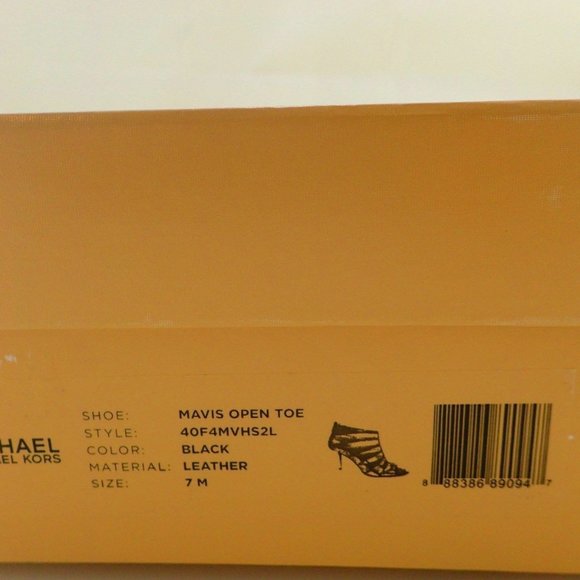 HAEL
EL KORS
SHOE: MAVIS OPEN TOE
STYLE: 40F4MVHS2L
COLOR: BLACK
MATERIAL: LEATHER
SIZE: 7 M
8 88386 89094 7